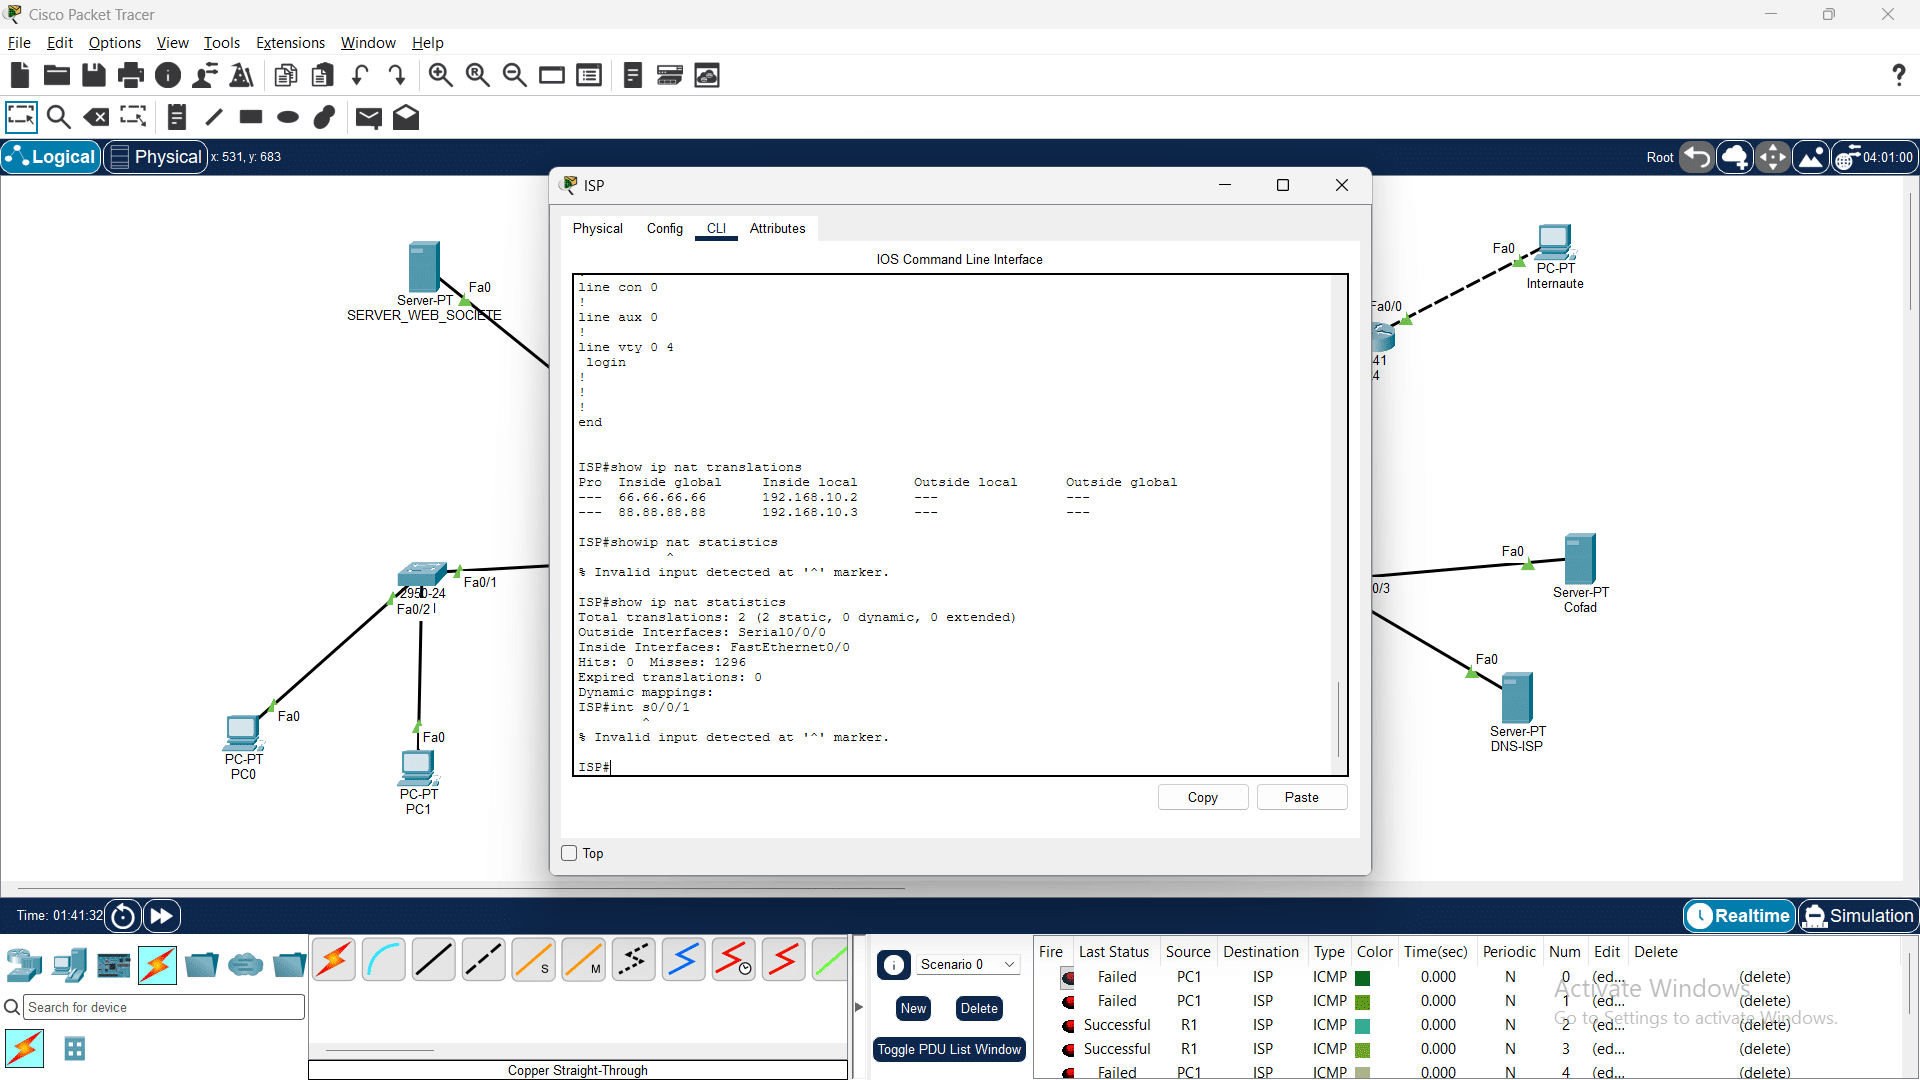 Cisco Packet Tracer
File Edit Options View Tools Extensions Window Help
Logical Physical x: 531, y: 683 Root 04:01:00
ISP
Physical Config CLI Attributes
IOS Command Line Interface
line con 0
!
line aux 0
!
line vty 0 4
login
!
!
!
end
ISP#show ip nat translations
Pro Inside global Inside local Outside local Outside global
--- 66.66.66.66 192.168.10.2 --- ---
--- 88.88.88.88 192.168.10.3 --- ---
ISP#showip nat statistics
^
% Invalid input detected at '^' marker.
ISP#show ip nat statistics
Total translations: 2 (2 static, 0 dynamic, 0 extended)
Outside Interfaces: Serial0/0/0
Inside Interfaces: FastEthernet0/0
Hits: 0 Misses: 1296
Expired translations: 0
Dynamic mappings:
ISP#int s0/0/1
^
% Invalid input detected at '^' marker.
ISP#
Copy Paste
Top
Fa0
Server-PT
SERVER_WEB_SOCIETE
2950-24
Fa0/1
Fa0/2
Fa0
PC-PT
PC0
Fa0
PC-PT
PC1
Fa0
PC-PT
Internaute
Fa0/0
41
4
Fa0
Server-PT
Cofad
0/3
Fa0
Server-PT
DNS-ISP
Time: 01:41:32 Realtime Simulation
Search for device
S M
Copper Straight-Through
Scenario 0
New Delete
Toggle PDU List Window
Fire Last Status Source Destination Type Color Time(sec) Periodic Num Edit Delete
Failed PC1 ISP ICMP 0.000 N 0 (ed... (delete)
Failed PC1 ISP ICMP 0.000 N 1 (ed... (delete)
Successful R1 ISP ICMP 0.000 N 2 (ed... (delete)
Successful R1 ISP ICMP 0.000 N 3 (ed... (delete)
Failed PC1 ISP ICMP 0.000 N 4 (ed... (delete)
Activate Windows
Go to Settings to activate Windows.